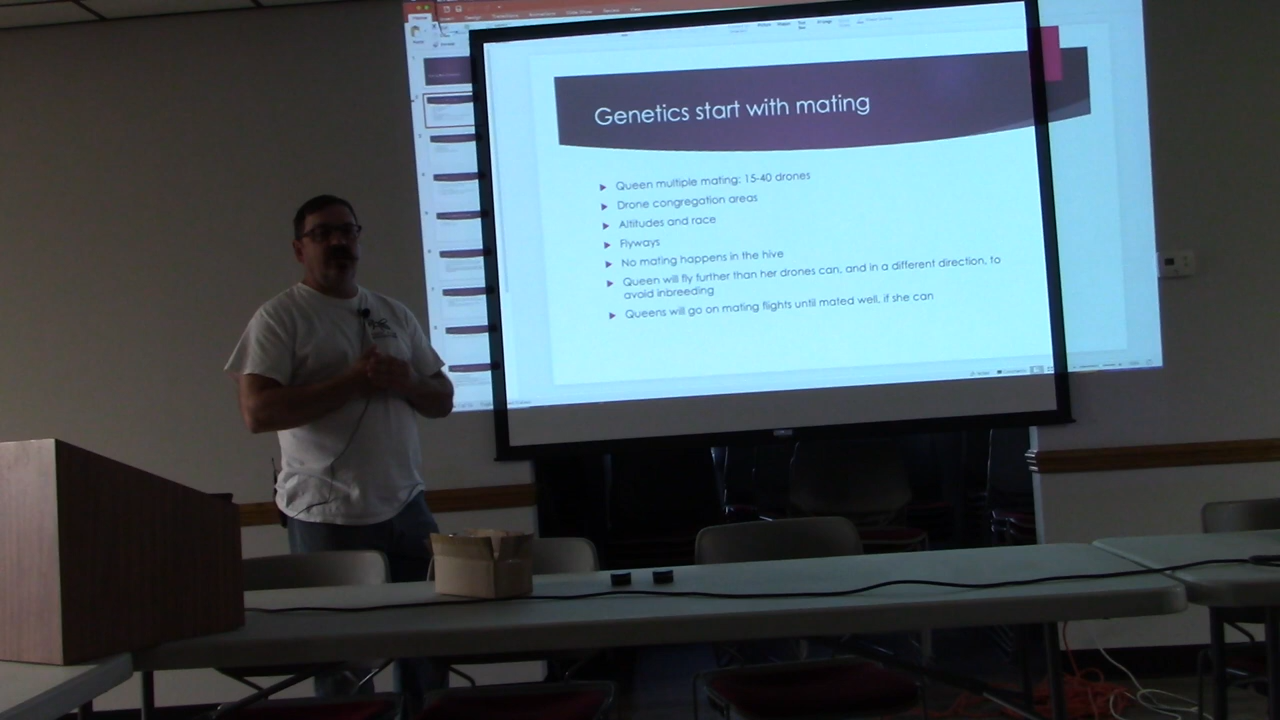 Genetics start with mating
Queen multiple mating: 15-40 drones
Drone congregation areas
Altitudes and race
Flyways
No mating happens in the hive
Queen will fly further than her drones can, and in a different direction, to
avoid inbreeding
Queens will go on mating flights until mated well, if she can